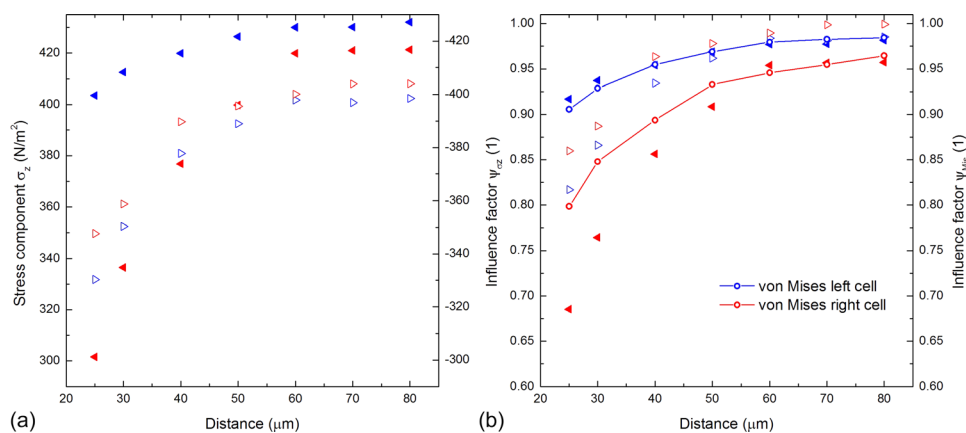 (a)
Stress component σz (N/m²)
420
400
380
360
340
320
300
-420
-400
-380
-360
-340
-320
-300
20 30 40 50 60 70 80
Distance (μm)
(b)
Influence factor ψσz (1)
1.00
0.95
0.90
0.85
0.80
0.75
0.70
0.65
0.60
von Mises left cell
von Mises right cell
1.00
0.95
0.90
0.85
0.80
0.75
0.70
0.65
0.60
Influence factor ψMis (1)
20 30 40 50 60 70 80
Distance (μm)